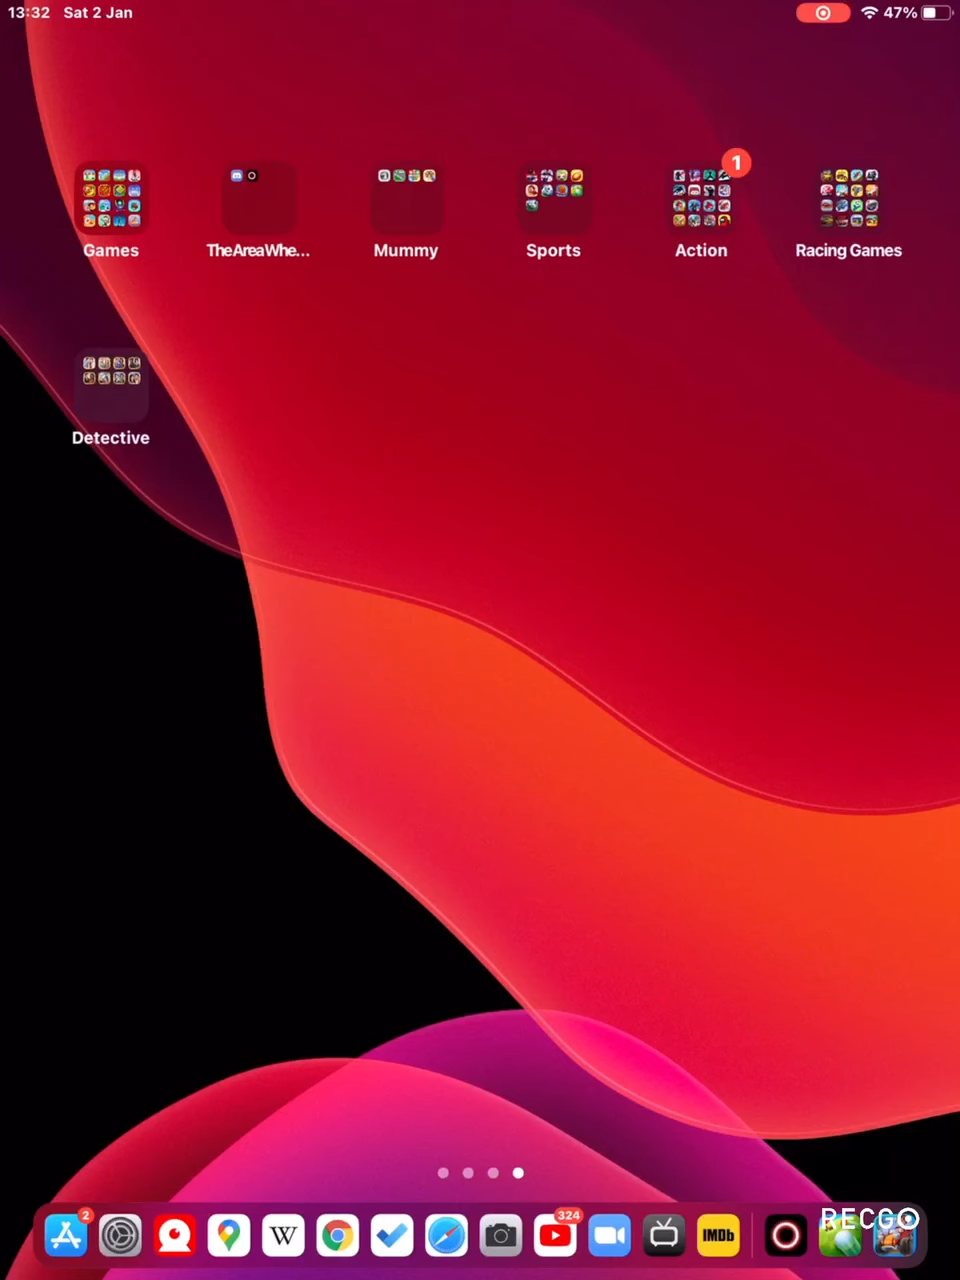 13:32 Sat 2 Jan 47%
1
Games TheAreaWhe... Mummy Sports Action Racing Games
Detective
2 324
W IMDb
RECGO